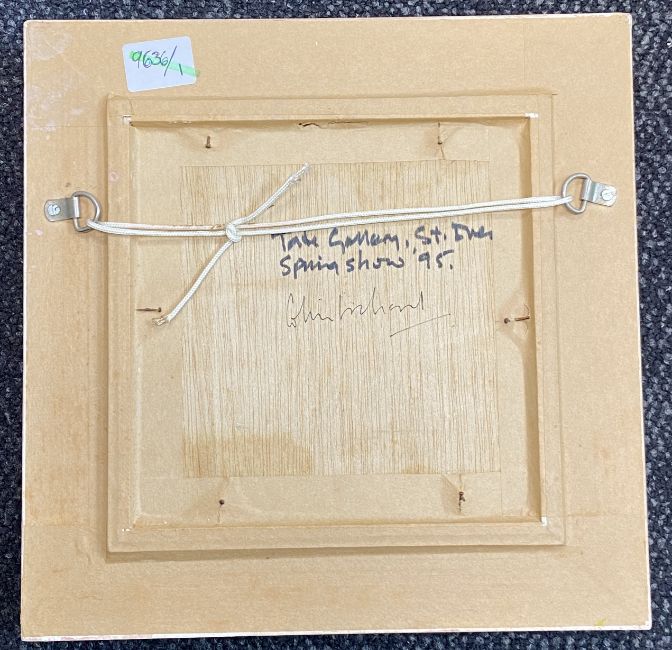 9636/1
Tate Gallery, St. Ives
Spring show '95.